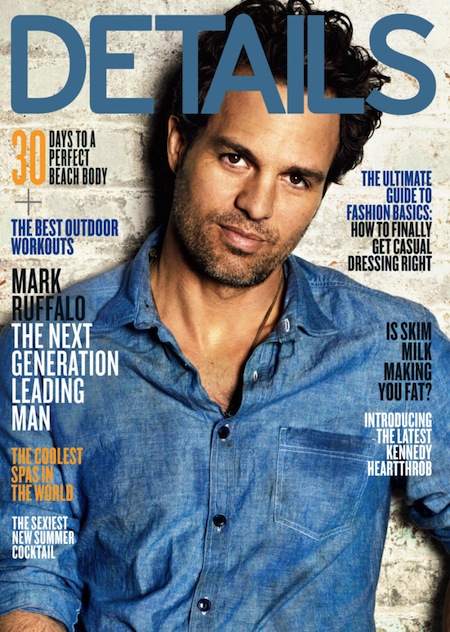 DETAILS
30 DAYS TO A
PERFECT
BEACH BODY
+
THE BEST OUTDOOR
WORKOUTS
MARK
RUFFALO
THE NEXT
GENERATION
LEADING
MAN
THE COOLEST
SPAS IN
THE WORLD
THE SEXIEST
NEW SUMMER
COCKTAIL
THE ULTIMATE
GUIDE TO
FASHION BASICS:
HOW TO FINALLY
GET CASUAL
DRESSING RIGHT
IS SKIM
MILK
MAKING
YOU FAT?
INTRODUCING
THE LATEST
KENNEDY
HEARTTHROB